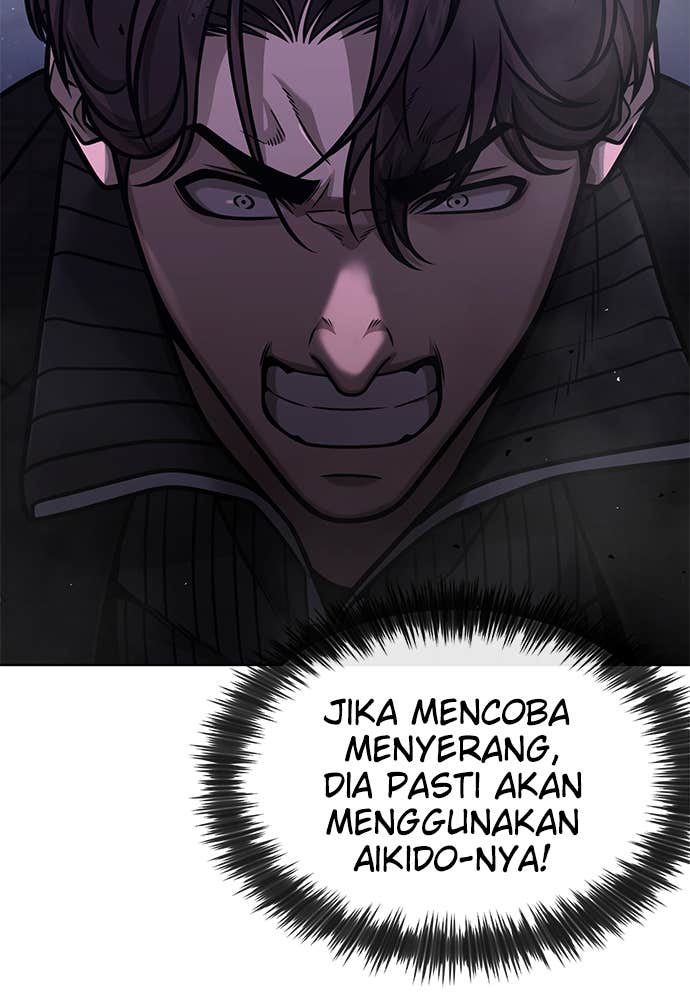 JIKA MENCOBA
MENYERANG,
DIA PASTI AKAN
MENGGUNAKAN
AIKIDO-NYA!